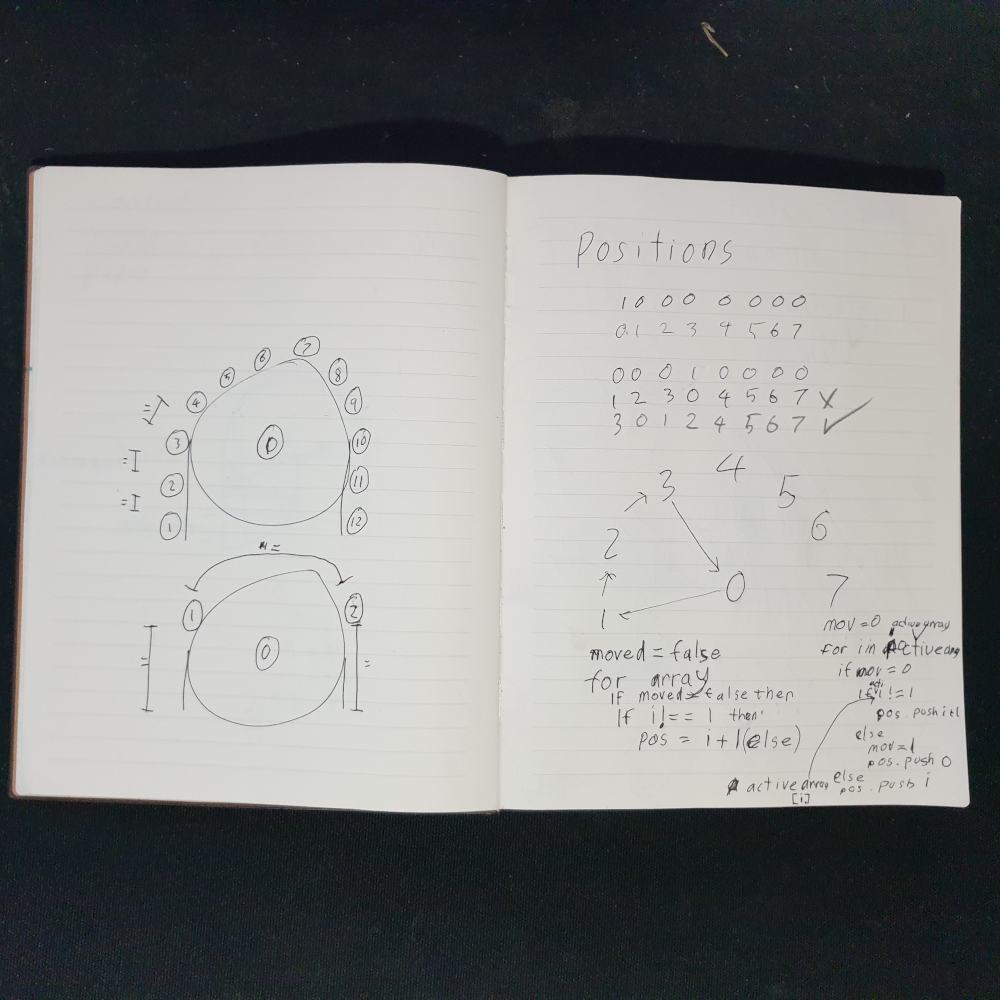 7
6
8
5
4
9
=I
3
0
10
=I
2
11
=I
1
12
=
1
2
0
=
=
Positions
1 0 0 0 0 0 0 0
0 1 2 3 4 5 6 7
0 0 0 1 0 0 0 0
1 2 3 0 4 5 6 7 X
3 0 1 2 4 5 6 7 ✓
4
3
5
6
2
0
7
1
moved = false
for array
If moved = false then
If i !== 1 then
pos = i+1 (else)
mov = 0 active array
for i in active
if mov = 0
if i != 1
pos.push i+1
else
mov = 1
pos.push 0
else
pos.push i
active array
[i]